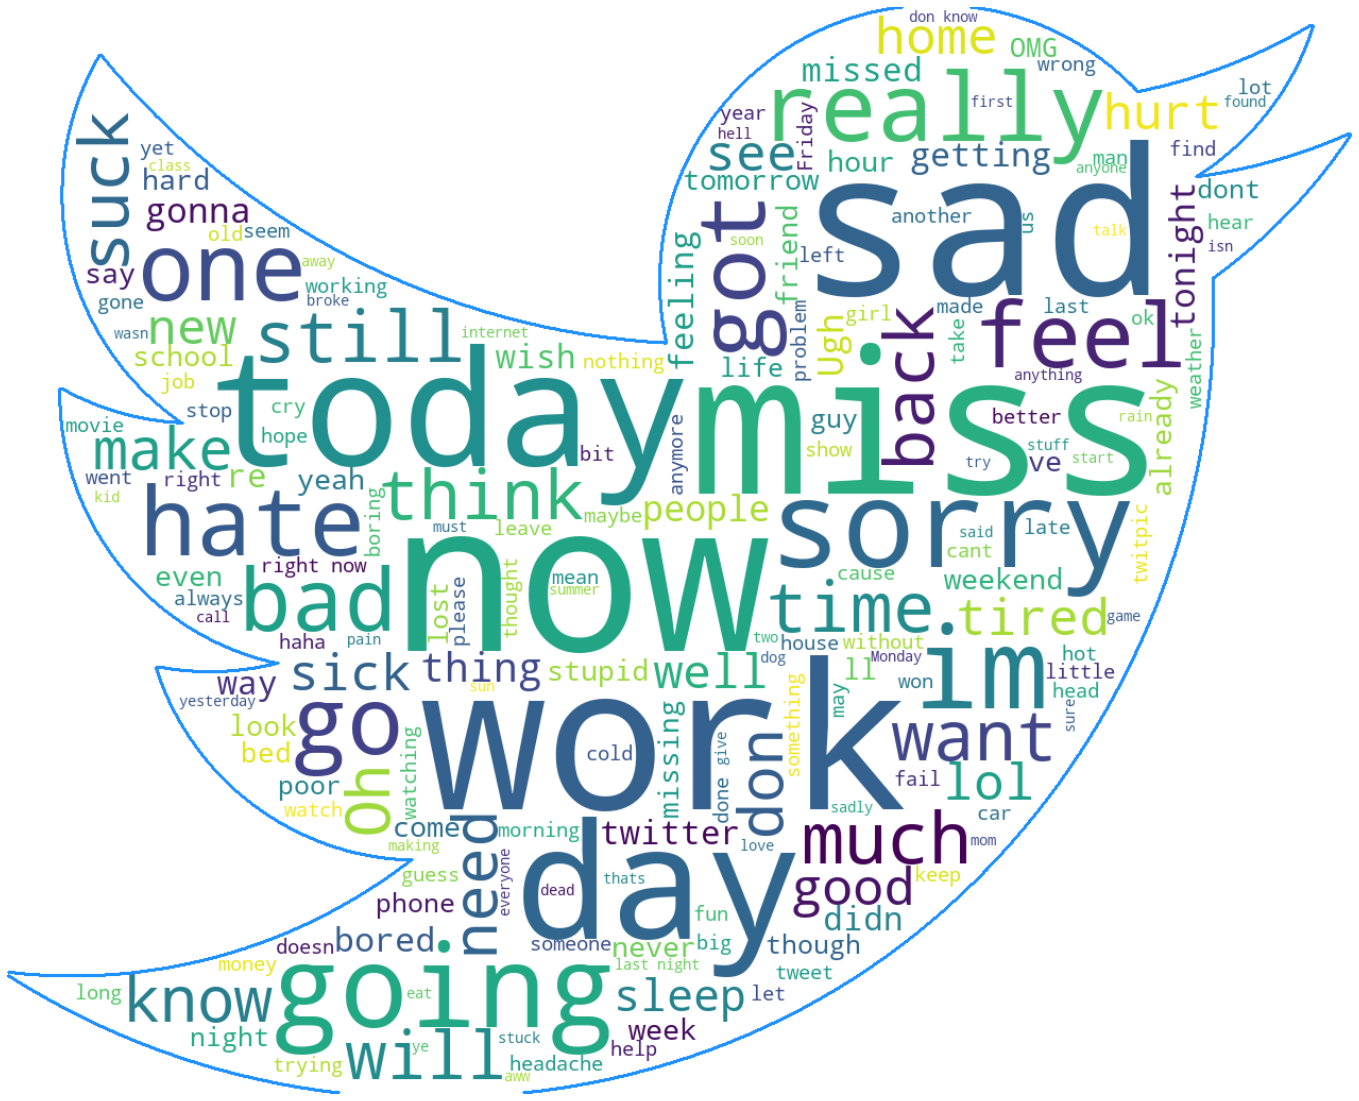 don know
home
OMG
missed
wrong
really
first
lot
found
hurt
year
hell
Friday
see
hour
getting
man
anyone
find
suck
yet
class
hard
gonna
old
seem
one
away
say
working
broke
gone
tomorrow
sad
another
us
talk
dont
hear
isn
tonight
got
soon
friend
left
feeling
wasn
new
still
internet
school
job
wish
nothing
life
problem
Ugh
girl
back
made
take
last
feel
ok
weather
anything
today
miss
stop
cry
hope
movie
make
went
right
re
kid
yeah
bit
anymore
guy
show
better
stuff
rain
try
ve
start
already
hate
think
boring
must
leave
maybe
people
sorry
said
late
cant
twitpic
right now
now
even
always
call
bad
haha
pain
lost
please
thought
mean
summer
cause
weekend
time
tired
game
two
house
without
Monday
dog
ll
im
hot
little
head
sure
won
way
yesterday
sick
thing
sun
stupid
well
may
something
look
bed
go
work
cold
missing
done
give
don
want
fail
lol
car
poor
watch
Oh
watching
come
making
need
morning
twitter
love
sadly
much
mom
guess
everyone
day
dead
thats
good
keep
phone
fun
didn
doesn
bored
someone
never
big
though
money
last night
tweet
long
know
going
eat
sleep
let
night
will
ye
stuck
week
help
trying
headache
aww